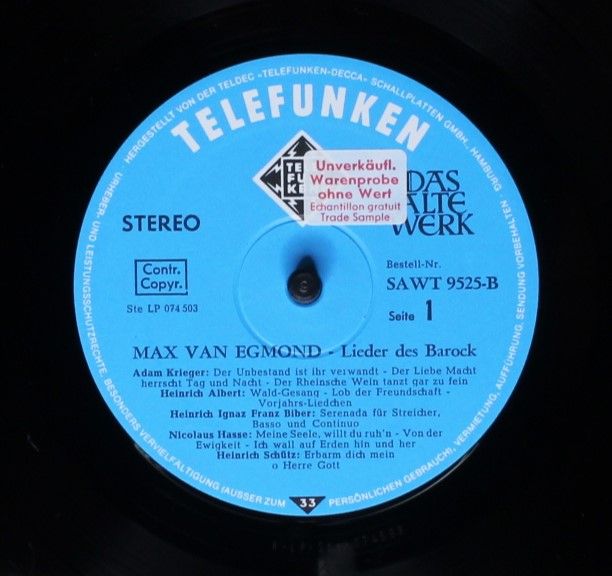 HERGESTELLT VON DER TELDEC »TELEFUNKEN-DECCA« SCHALLPLATTEN GMBH, HAMBURG
TELEFUNKEN
TE
FU
KE
Unverkäufl.
Warenprobe
ohne Wert
Echantillon gratuit
Trade Sample
DAS
ALTE
WERK
STEREO
Contr.
Copyr.
Ste LP 074 503
Bestell-Nr.
SAWT 9525-B
Seite 1
MAX VAN EGMOND - Lieder des Barock
Adam Krieger: Der Unbestand ist ihr verwandt - Der Liebe Macht
herrscht Tag und Nacht - Der Rheinsche Wein tanzt gar zu fein
Heinrich Albert: Wald-Gesang - Lob der Freundschaft -
Vorjahrs-Liedchen
Heinrich Ignaz Franz Biber: Serenada für Streicher,
Basso und Continuo
Nicolaus Hasse: Meine Seele, willt du ruh'n - Von der
Ewigkeit - Ich wall auf Erden hin und her
Heinrich Schütz: Erbarm dich mein
o Herre Gott
URHEBER- UND LEISTUNGSSCHUTZRECHTE, BESONDERS VERVIELFÄLTIGUNG (AUSSER ZUM PERSÖNLICHEN GEBRAUCH), VERMIETUNG, AUFFÜHRUNG, SENDUNG VORBEHALTEN
33